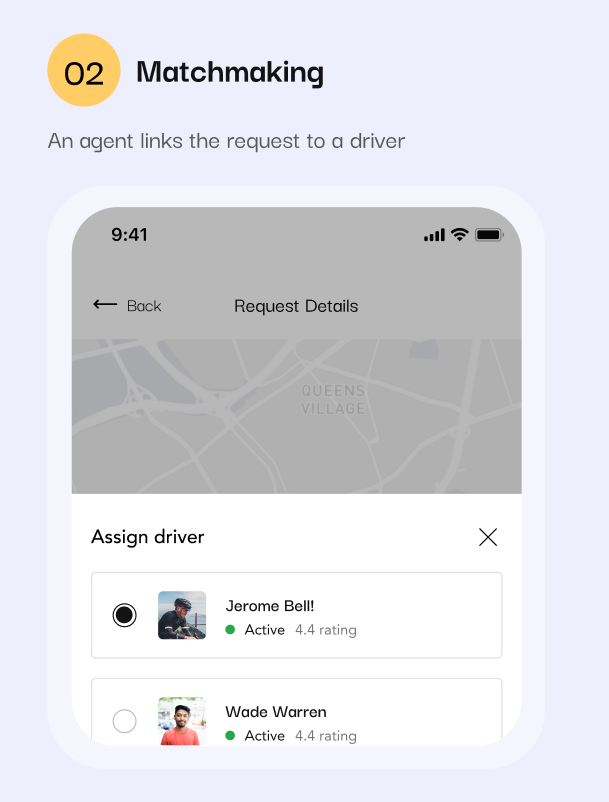 02 Matchmaking
An agent links the request to a driver
9:41
Back Request Details
QUEENS
VILLAGE
Assign driver
Jerome Bell!
Active 4.4 rating
Wade Warren
Active 4.4 rating